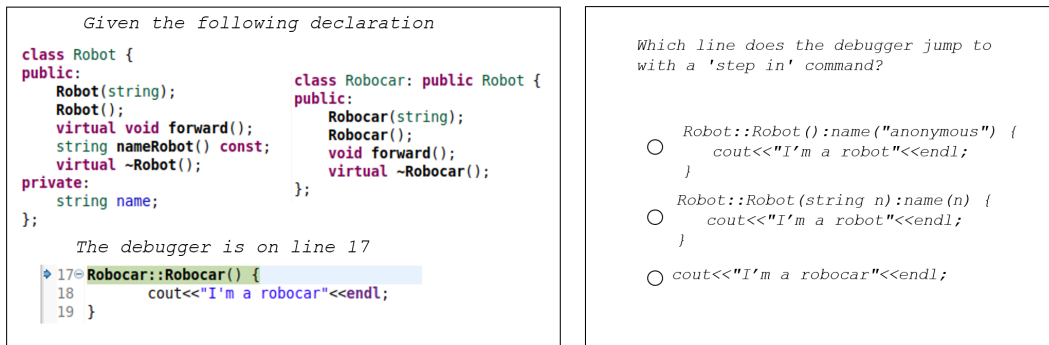 Given the following declaration
class Robot {
public:
    Robot(string);
    Robot();
    virtual void forward();
    string nameRobot() const;
    virtual ~Robot();
private:
    string name;
};
class Robocar: public Robot {
public:
    Robocar(string);
    Robocar();
    void forward();
    virtual ~Robocar();
};
The debugger is on line 17
17 Robocar::Robocar() {
18        cout<<"I'm a robocar"<<endl;
19 }
Which line does the debugger jump to
with a 'step in' command?
Robot::Robot():name("anonymous") {
   cout<<"I'm a robot"<<endl;
}
Robot::Robot(string n):name(n) {
   cout<<"I'm a robot"<<endl;
}
cout<<"I'm a robocar"<<endl;